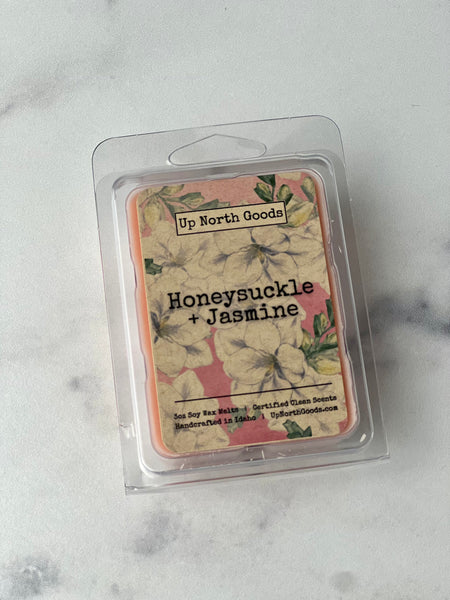 Up North Goods
Honeysuckle
+ Jasmine
3oz Soy Wax Melts | Certified Clean Scents
Handcrafted in Idaho | UpNorthGoods.com